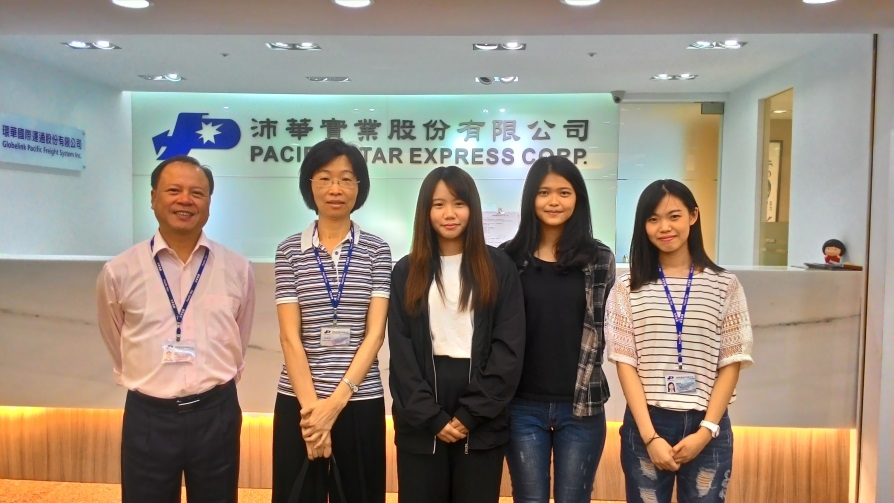 環華國際運通股份有限公司
Globelink Pacific Freight System Inc.
沛華實業股份有限公司
PACIFI STAR EXPRESS CORP.